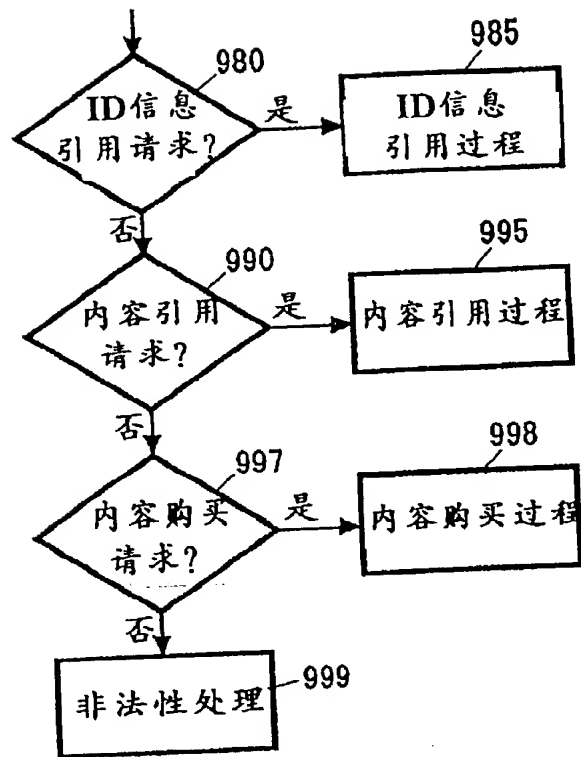 980
ID信息
引用请求?
是
985
ID信息
引用过程
否
990
内容引用
请求?
是
995
内容引用过程
否
997
内容购买
请求?
是
998
内容购买过程
否
非法性处理
999